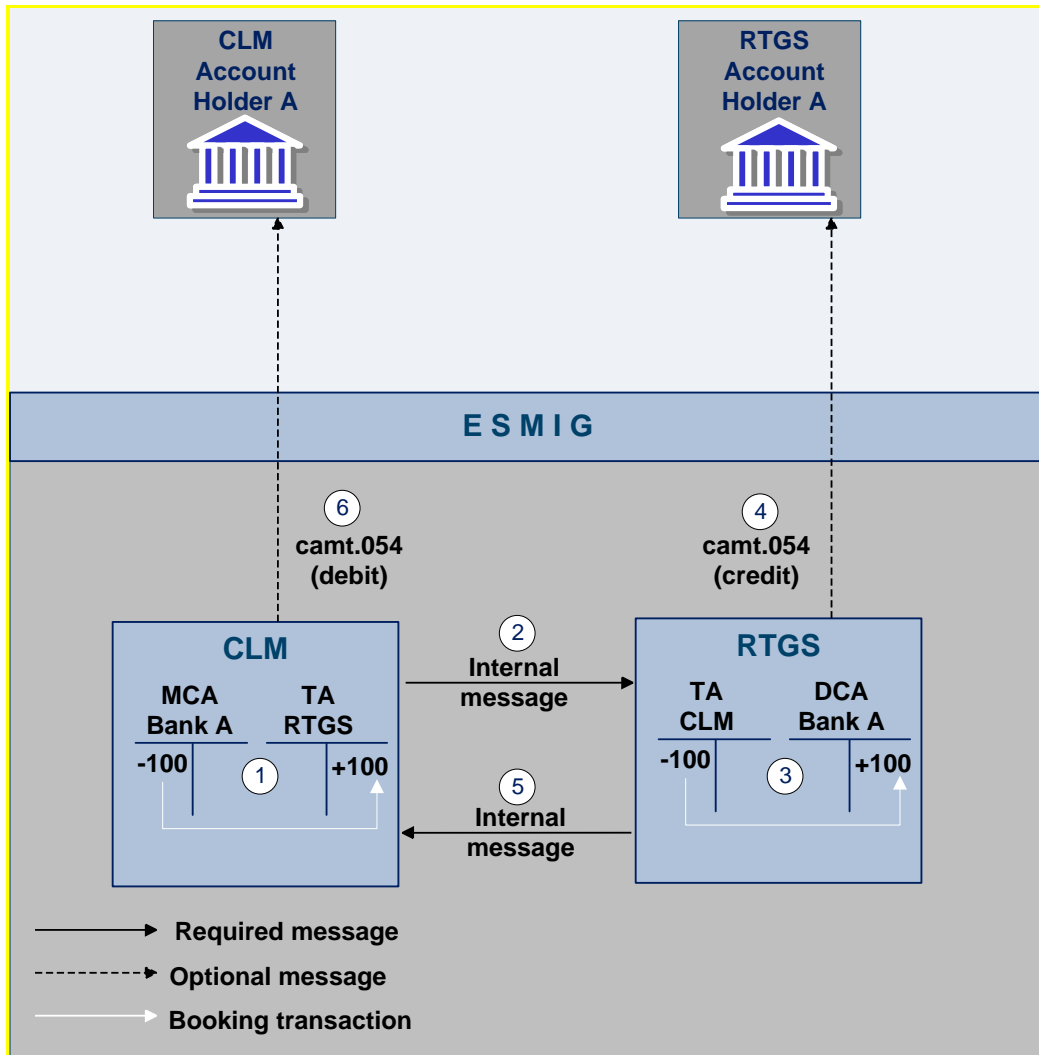 CLM
Account
Holder A
RTGS
Account
Holder A
E S M I G
6
camt.054
(debit)
4
camt.054
(credit)
CLM
MCA
Bank A
TA
RTGS
-100
1
+100
2
Internal
message
5
Internal
message
RTGS
TA
CLM
DCA
Bank A
-100
3
+100
Required message
Optional message
Booking transaction